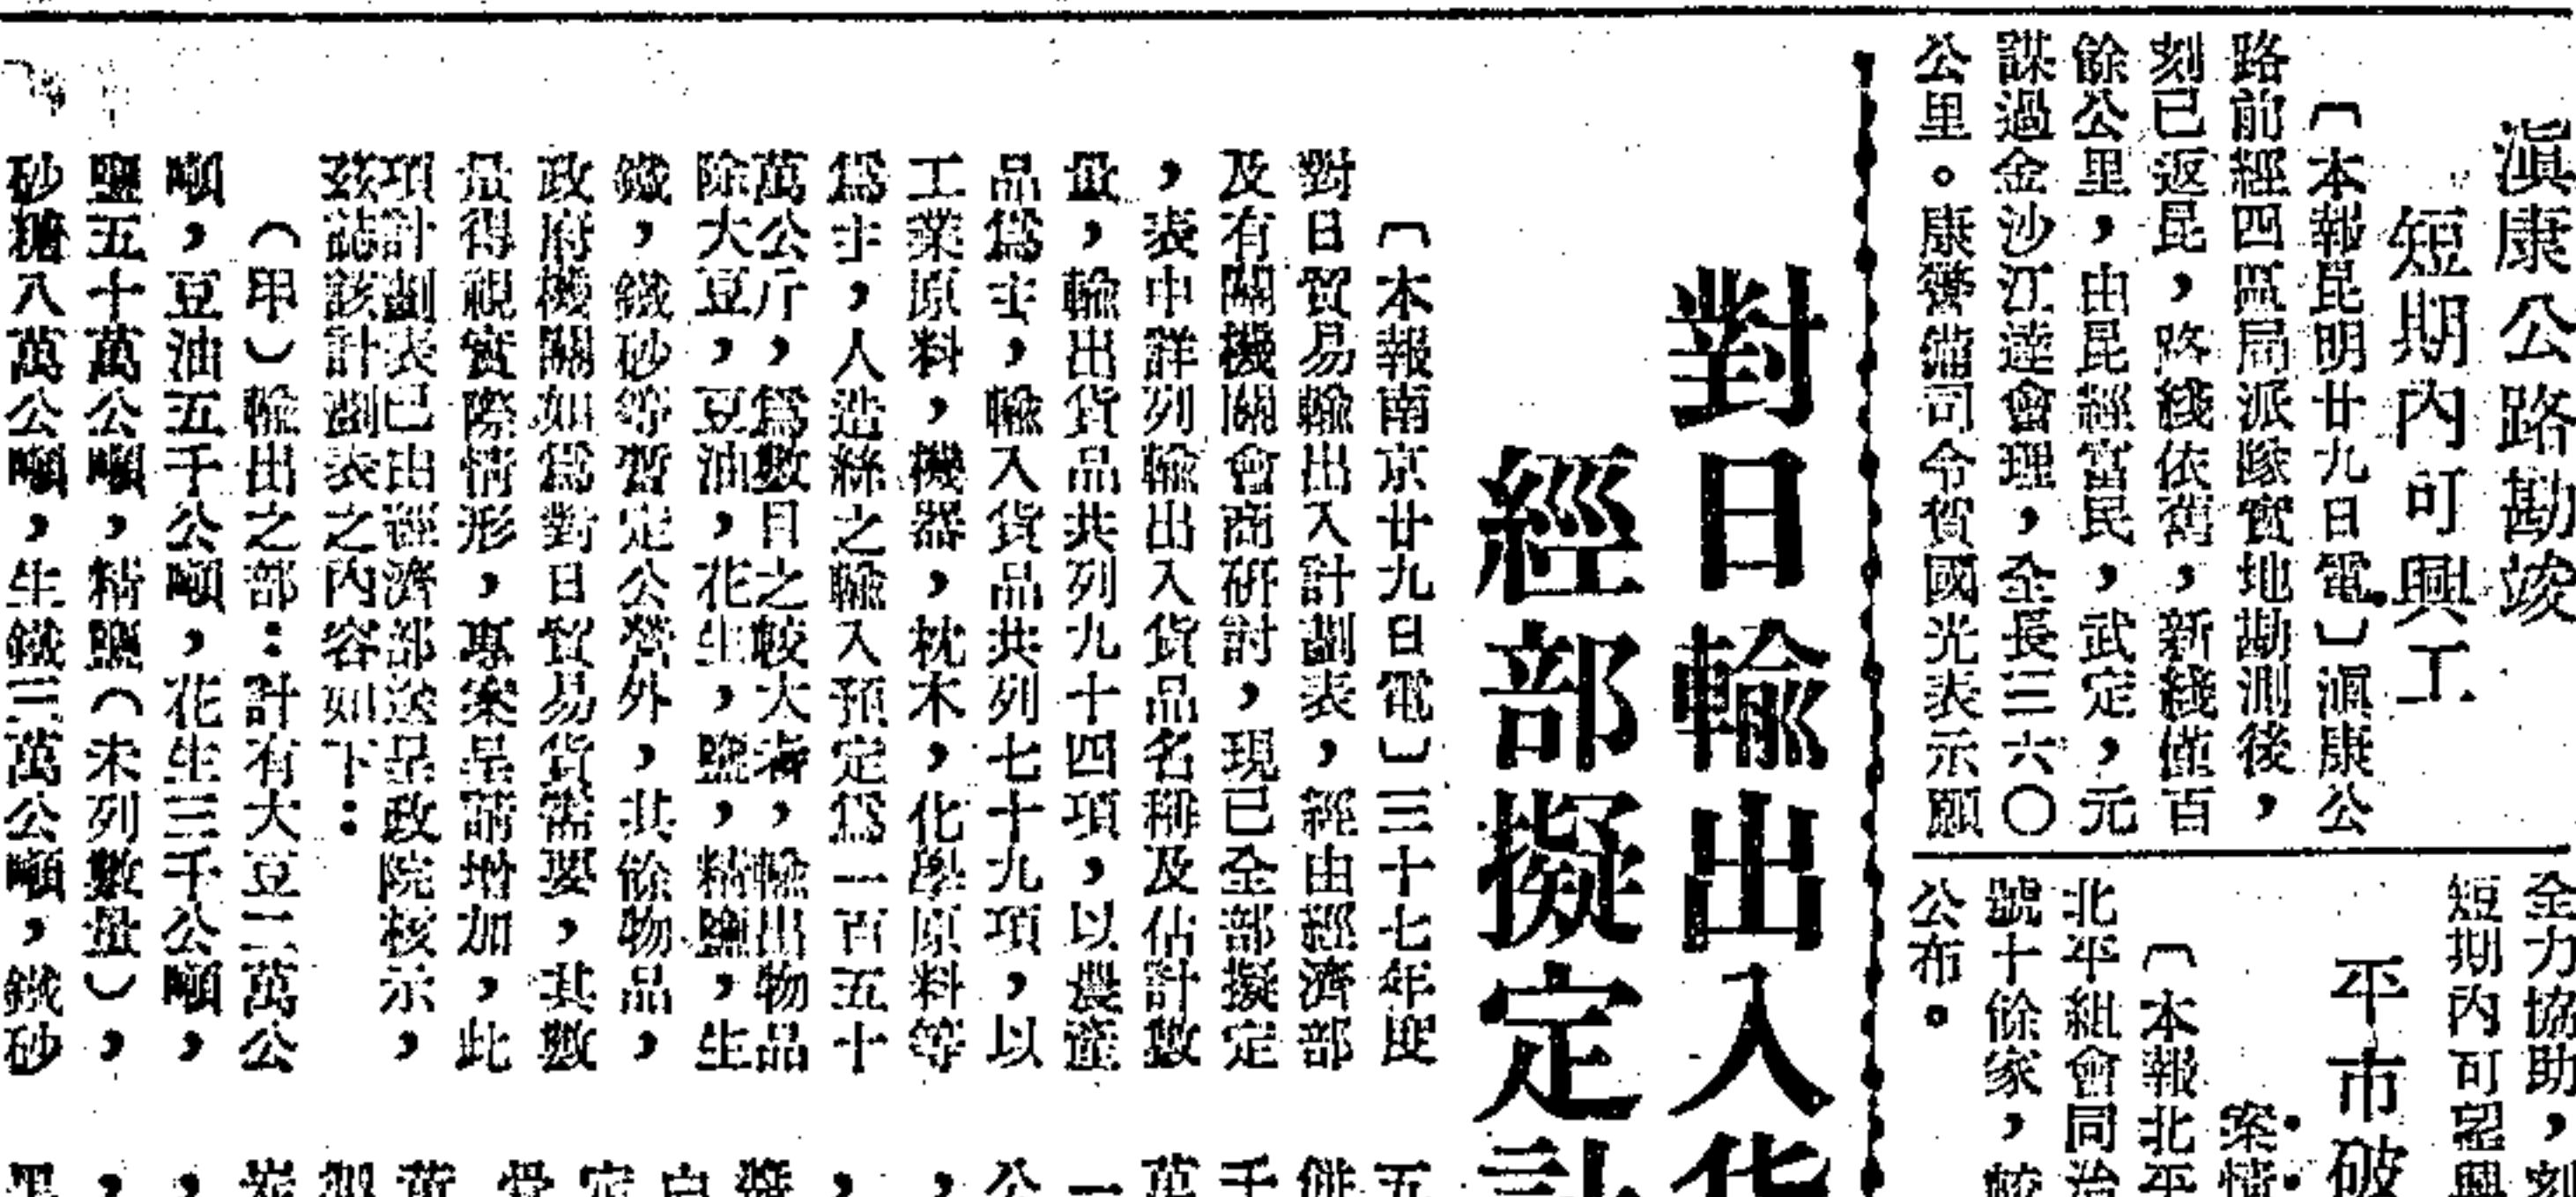 滇康公路勘竣
短期內可興工
〔本報昆明廿九日電〕滇康公
路前經四區局派隊實地勘測後，
刻已返昆，路綫依舊，新綫僅百
餘公里，由昆經富民，武定，元
謀過金沙江達會理，全長三六〇
公里。康警備司令賀國光表示願
全力協助，刻
短期內可望興
平市破
案情
〔本報北平
北平組會同治
號十餘家，較
公布。
對日輸出入貨
經部擬定計
〔本報南京廿九日電〕三十七年度
對日貿易輸出入計劃表，經由經濟部
及有關機關會商研討，現已全部擬定
，表中詳列輸出入貨品名稱及估計數
量，輸出貨品共列九十四項，以農產
品爲主，輸入貨品共列七十九項，以
工業原料，機器，枕木，化學原料等
爲主，人造絲之輸入預定爲一百五十
萬公斤，爲數目之較大者，輸出物品
除大豆，豆油，花生，鹽，精鹽，生
鐵，鐵砂等暫定公營外，其餘物品，
政府機關如爲對日貿易貨需要，其數
量得視實際情形，專案呈請增加，此
項計劃表已由經濟部送呈政院核示，
茲誌該計劃表之內容如下：
（甲）輸出之部：計有大豆二萬公
噸，豆油五千公噸，花生三千公噸，
鹽五十萬公噸，精鹽（未列數量），
砂糖八萬公噸，生鐵三萬公噸，鐵砂